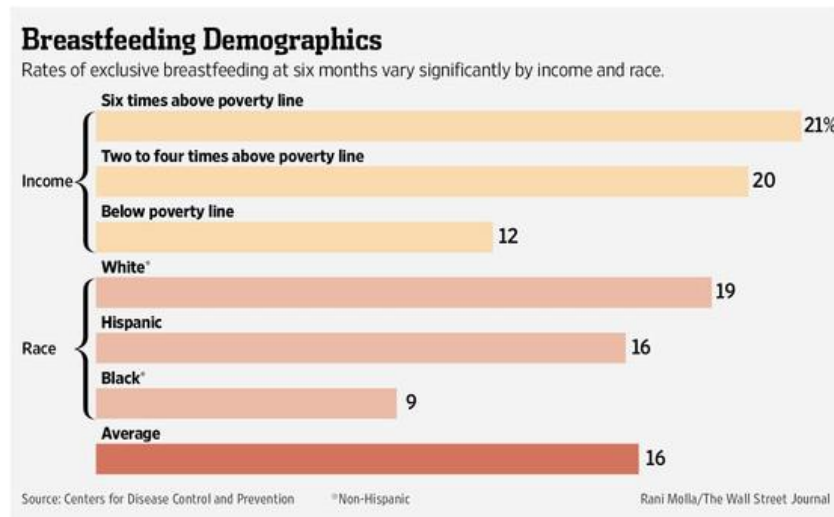 Breastfeeding Demographics
Rates of exclusive breastfeeding at six months vary significantly by income and race.
Six times above poverty line
21%
Two to four times above poverty line
Income
20
Below poverty line
12
White*
19
Hispanic
Race
16
Black*
9
Average
16
Source: Centers for Disease Control and Prevention *Non-Hispanic Rani Molla/The Wall Street Journal